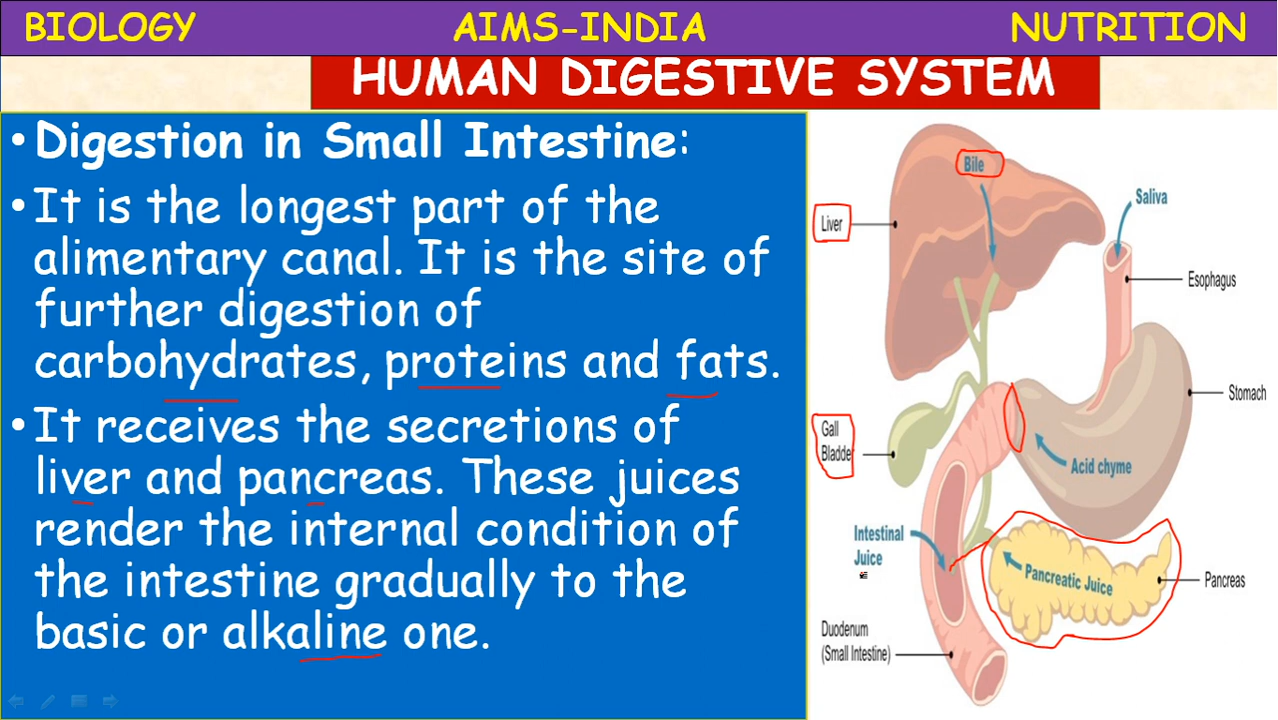 BIOLOGY AIMS-INDIA NUTRITION
HUMAN DIGESTIVE SYSTEM
• Digestion in Small Intestine:
• It is the longest part of the
alimentary canal. It is the site of
further digestion of
carbohydrates, proteins and fats.
• It receives the secretions of
liver and pancreas. These juices
render the internal condition of
the intestine gradually to the
basic or alkaline one.
Bile
Saliva
Liver
Esophagus
Stomach
Gall
Bladder
Acid chyme
Intestinal
Juice
Pancreatic Juice
Pancreas
Duodenum
(Small Intestine)